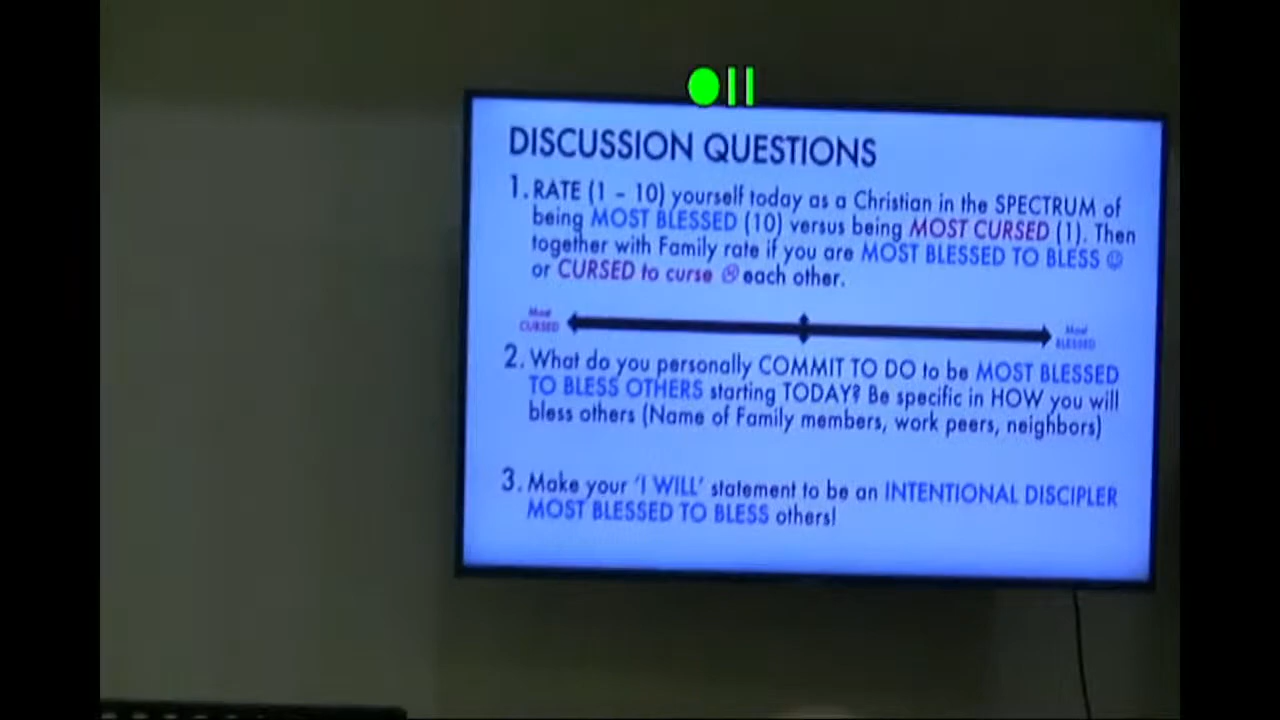 DISCUSSION QUESTIONS
1. RATE (1 – 10) yourself today as a Christian in the SPECTRUM of
being MOST BLESSED (10) versus being MOST CURSED (1). Then
together with Family rate if you are MOST BLESSED TO BLESS ☺
or CURSED to curse ☹ each other.
Most
CURSED
Most
BLESSED
2. What do you personally COMMIT TO DO to be MOST BLESSED
TO BLESS OTHERS starting TODAY? Be specific in HOW you will
bless others (Name of Family members, work peers, neighbors)
3. Make your 'I WILL' statement to be an INTENTIONAL DISCIPLER
MOST BLESSED TO BLESS others!